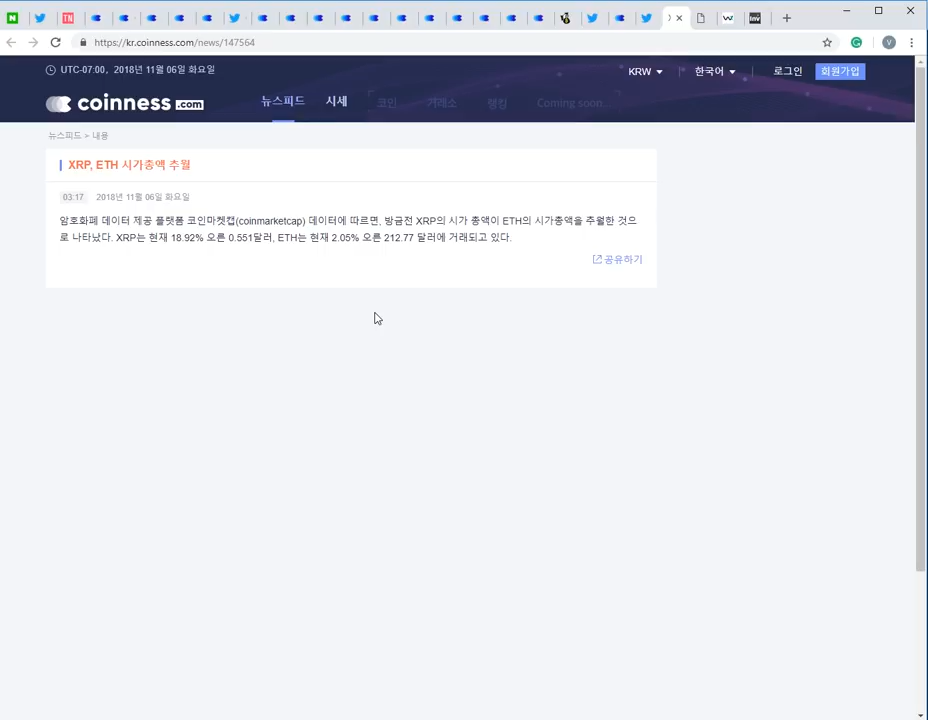 https://kr.coinness.com/news/147564
UTC-07:00, 2018년 11월 06일 화요일
KRW
한국어
로그인
회원가입
coinness.com
뉴스피드
시세
코인
거래소
랭킹
Coming soon..
뉴스피드 > 내용
XRP, ETH 시가총액 추월
03:17 2018년 11월 06일 화요일
암호화폐 데이터 제공 플랫폼 코인마켓캡(coinmarketcap) 데이터에 따르면, 방금전 XRP의 시가 총액이 ETH의 시가총액을 추월한 것으
로 나타났다. XRP는 현재 18.92% 오른 0.551달러, ETH는 현재 2.05% 오른 212.77 달러에 거래되고 있다.
공유하기